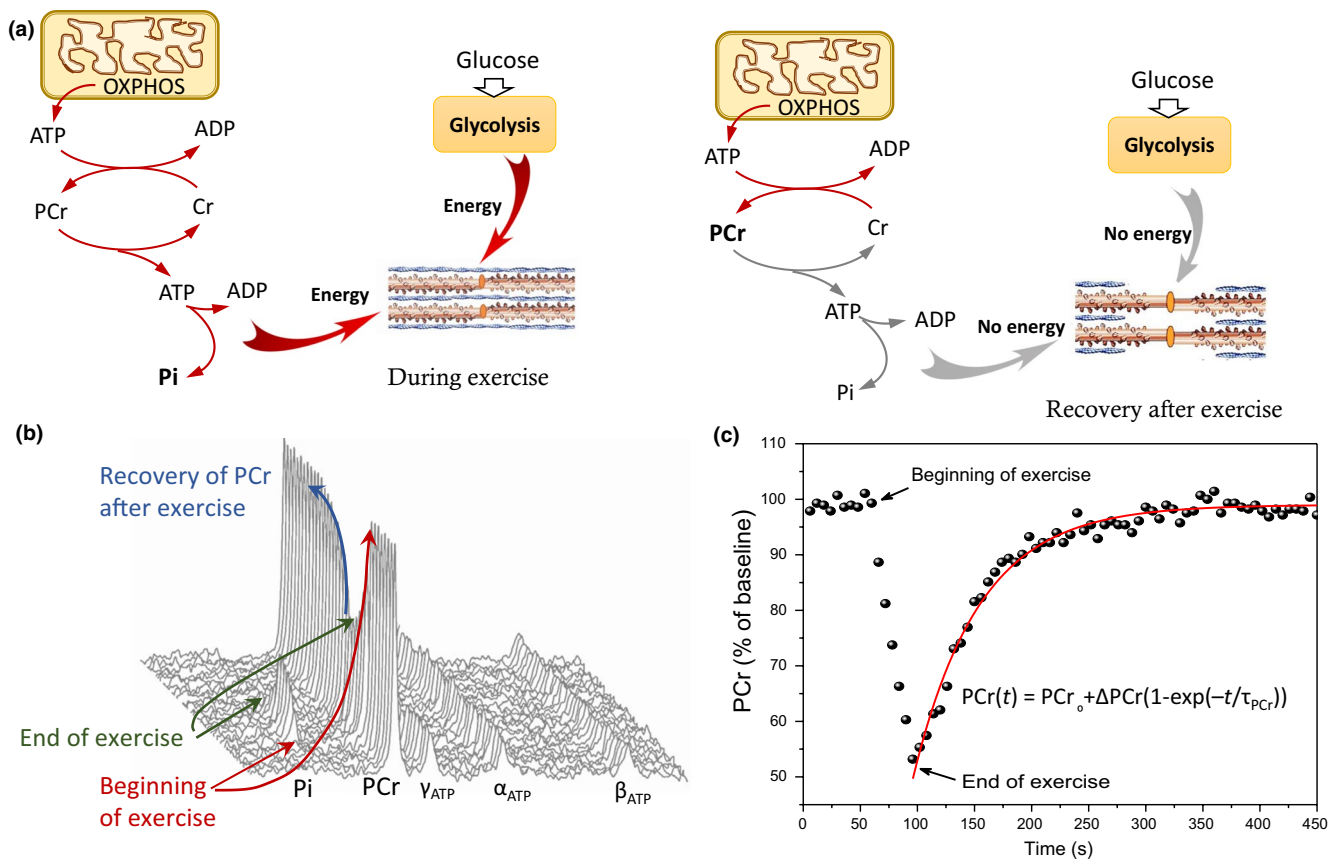 (a)
OXPHOS
ATP
ADP
PCr
Cr
ATP
ADP
Pi
Glucose
Glycolysis
Energy
Energy
During exercise
OXPHOS
ATP
ADP
PCr
Cr
ATP
ADP
Pi
Glucose
Glycolysis
No energy
No energy
Recovery after exercise
(b)
Recovery of PCr
after exercise
End of exercise
Beginning
of exercise
Pi
PCr
γATP
αATP
βATP
(c)
110
100
90
80
70
60
50
PCr (% of baseline)
Beginning of exercise
PCr(t) = PCro+ΔPCr(1-exp(–t/τPCr))
End of exercise
0 50 100 150 200 250 300 350 400 450
Time (s)